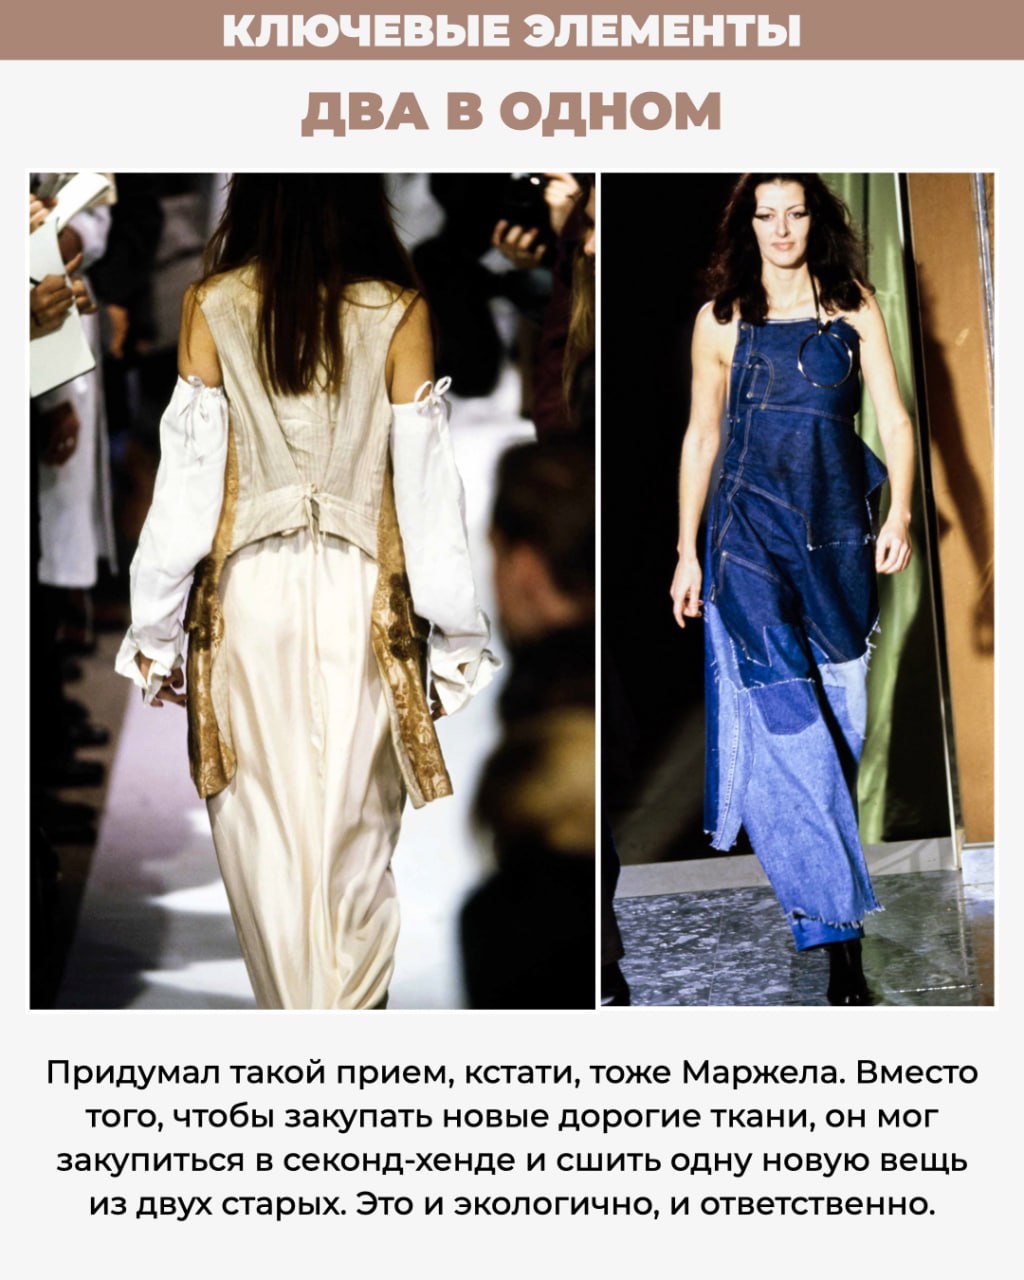 КЛЮЧЕВЫЕ ЭЛЕМЕНТЫ
ДВА В ОДНОМ
Придумал такой прием, кстати, тоже Маржела. Вместо
того, чтобы закупать новые дорогие ткани, он мог
закупиться в секонд-хенде и сшить одну новую вещь
из двух старых. Это и экологично, и ответственно.